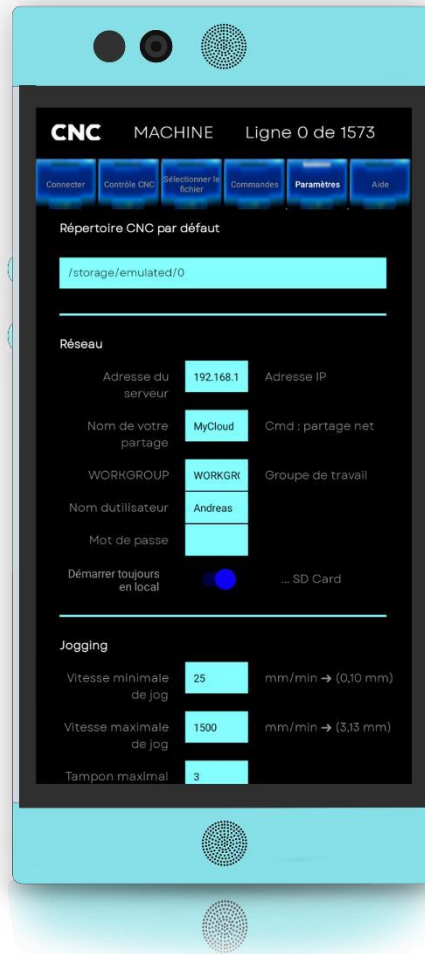 CNC MACHINE Ligne 0 de 1573
Connecter Contrôle CNC Sélectionner le fichier Commandes Paramètres Aide
Répertoire CNC par défaut
/storage/emulated/0
Réseau
Adresse du serveur 192.168.1 Adresse IP
Nom de votre partage MyCloud Cmd : partage net
WORKGROUP WORKGR( Groupe de travail
Nom dutilisateur Andreas
Mot de passe
Démarrer toujours en local ... SD Card
Jogging
Vitesse minimale de jog 25 mm/min → (0,10 mm)
Vitesse maximale de jog 1500 mm/min → (3,13 mm)
Tampon maximal 3